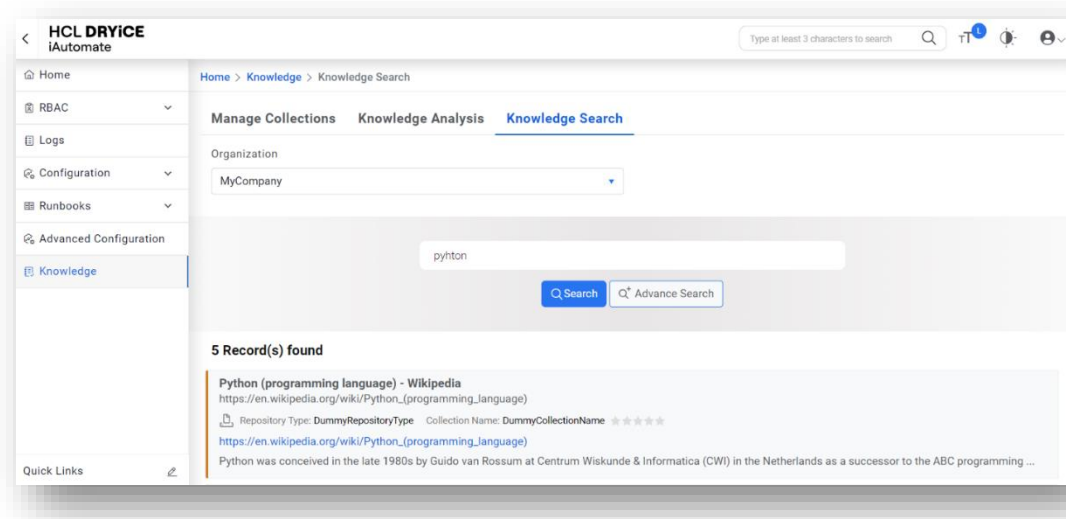 HCL DRYiCE
iAutomate
Type at least 3 characters to search
TT
L
Home
RBAC
Logs
Configuration
Runbooks
Advanced Configuration
Knowledge
Quick Links
Home > Knowledge > Knowledge Search
Manage Collections Knowledge Analysis Knowledge Search
Organization
MyCompany
pyhton
Search Advance Search
5 Record(s) found
Python (programming language) - Wikipedia
https://en.wikipedia.org/wiki/Python_(programming_language)
Repository Type: DummyRepositoryType Collection Name: DummyCollectionName
https://en.wikipedia.org/wiki/Python_(programming_language)
Python was conceived in the late 1980s by Guido van Rossum at Centrum Wiskunde & Informatica (CWI) in the Netherlands as a successor to the ABC programming ...